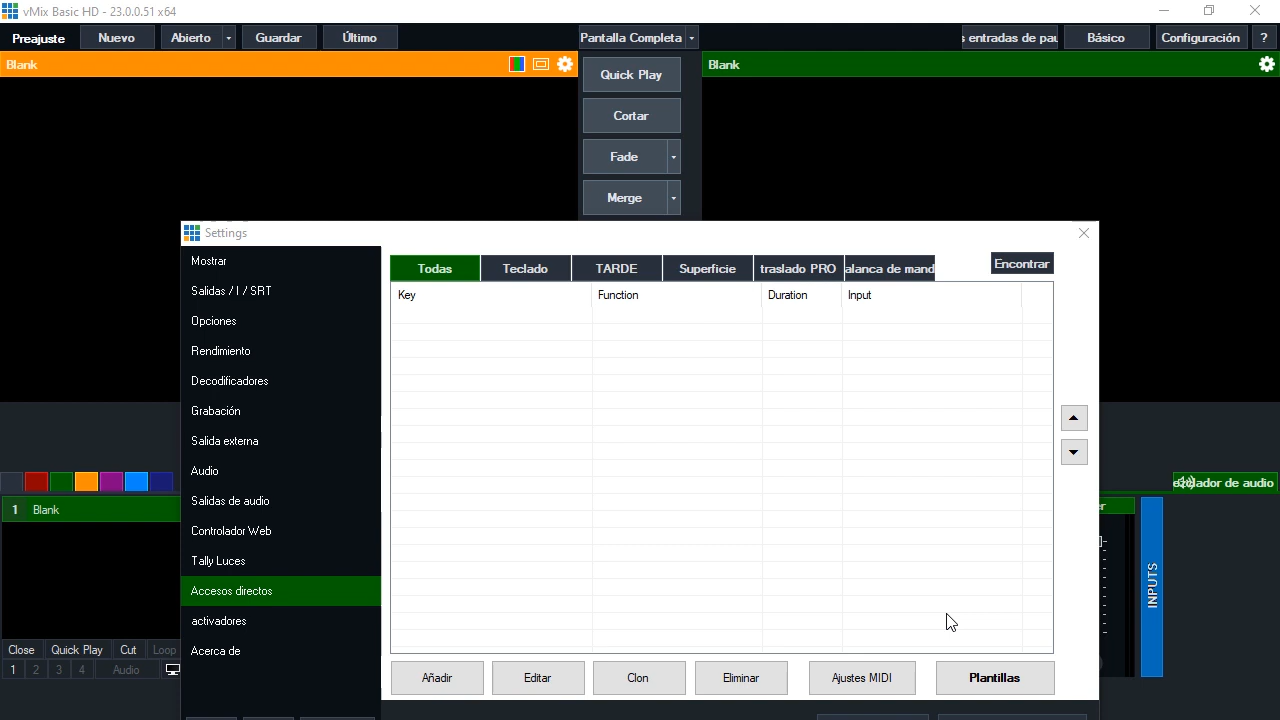 vMix Basic HD - 23.0.0.51 x64
Preajuste Nuevo Abierto Guardar Último Pantalla Completa s entradas de pau Básico Configuración ?
Blank
Blank
Quick Play
Cortar
Fade
Merge
Settings
Mostrar
Salidas / I / SRT
Opciones
Rendimiento
Decodificadores
Grabación
Salida externa
Audio
Salidas de audio
Controlador Web
Tally Luces
Accesos directos
activadores
Acerca de
Todas Teclado TARDE Superficie traslado PRO alanca de mand Encontrar
Key Function Duration Input
Añadir Editar Clon Eliminar Ajustes MIDI Plantillas
1 Blank
Close Quick Play Cut Loop
1 2 3 4 Audio
lador de audio
er
INPUTS